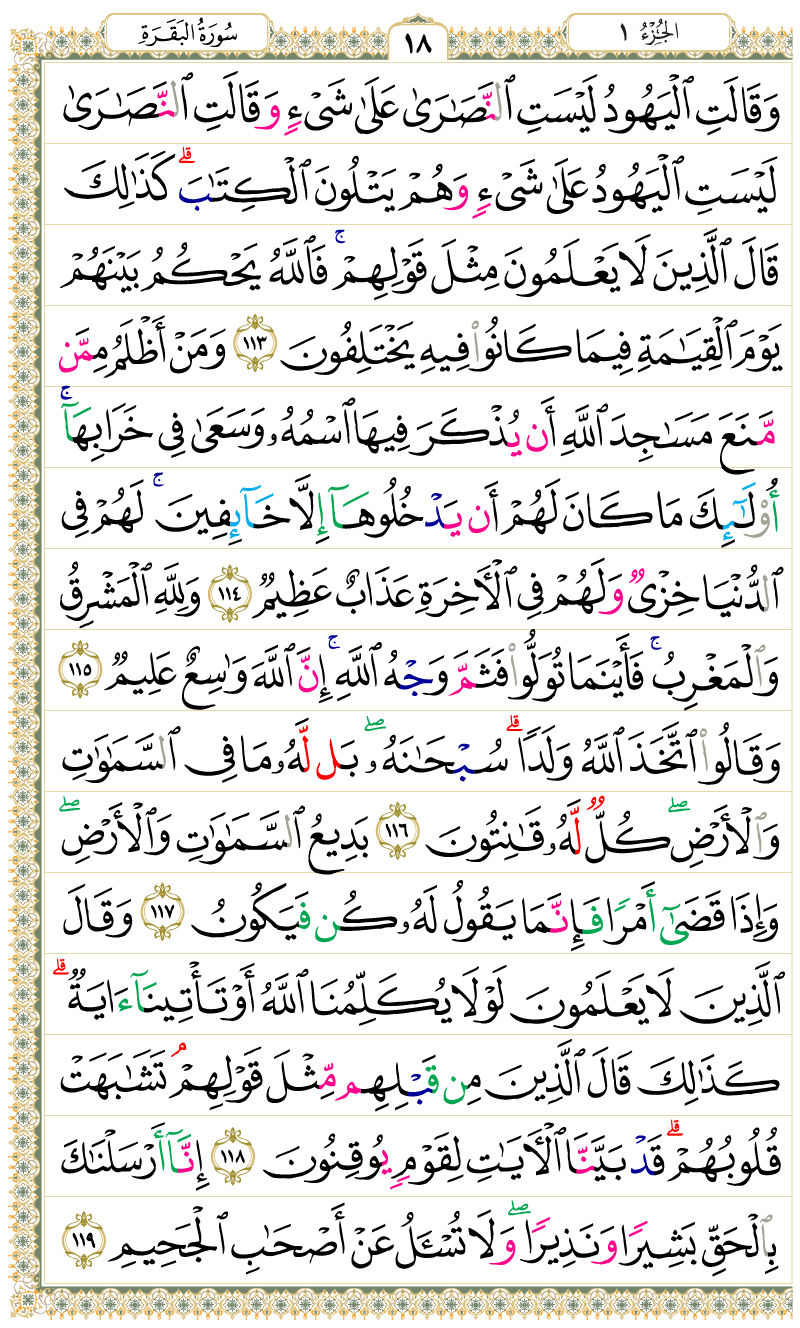 الجُزْءُ ١
١٨
سُورَةُ البَقَرَةِ
وَقَالَتِ ٱلْيَهُودُ لَيْسَتِ ٱلنَّصَـٰرَىٰ عَلَىٰ شَىْءٍ وَقَالَتِ ٱلنَّصَـٰرَىٰ
لَيْسَتِ ٱلْيَهُودُ عَلَىٰ شَىْءٍ وَهُمْ يَتْلُونَ ٱلْكِتَـٰبَ ۗ كَذَٰلِكَ
قَالَ ٱلَّذِينَ لَا يَعْلَمُونَ مِثْلَ قَوْلِهِمْ ۚ فَٱللَّهُ يَحْكُمُ بَيْنَهُمْ
يَوْمَ ٱلْقِيَـٰمَةِ فِيمَا كَانُوا۟ فِيهِ يَخْتَلِفُونَ ١١٣ وَمَنْ أَظْلَمُ مِمَّن
مَّنَعَ مَسَـٰجِدَ ٱللَّهِ أَن يُذْكَرَ فِيهَا ٱسْمُهُۥ وَسَعَىٰ فِى خَرَابِهَآ ۚ
أُو۟لَـٰٓئِكَ مَا كَانَ لَهُمْ أَن يَدْخُلُوهَآ إِلَّا خَآئِفِينَ ۚ لَهُمْ فِى
ٱلدُّنْيَا خِزْىٌ وَلَهُمْ فِى ٱلْأَخِرَةِ عَذَابٌ عَظِيمٌ ١١٤ وَلِلَّهِ ٱلْمَشْرِقُ
وَٱلْمَغْرِبُ ۚ فَأَيْنَمَا تُوَلُّوا۟ فَثَمَّ وَجْهُ ٱللَّهِ ۚ إِنَّ ٱللَّهَ وَٰسِعٌ عَلِيمٌ ١١٥
وَقَالُوا۟ ٱتَّخَذَ ٱللَّهُ وَلَدًا ۗ سُبْحَـٰنَهُۥ ۖ بَل لَّهُۥ مَا فِى ٱلسَّمَـٰوَٰتِ
وَٱلْأَرْضِ ۖ كُلٌّ لَّهُۥ قَـٰنِتُونَ ١١٦ بَدِيعُ ٱلسَّمَـٰوَٰتِ وَٱلْأَرْضِ ۖ
وَإِذَا قَضَىٰٓ أَمْرًا فَإِنَّمَا يَقُولُ لَهُۥ كُن فَيَكُونُ ١١٧ وَقَالَ
ٱلَّذِينَ لَا يَعْلَمُونَ لَوْلَا يُكَلِّمُنَا ٱللَّهُ أَوْ تَأْتِينَآ ءَايَةٌ ۗ
كَذَٰلِكَ قَالَ ٱلَّذِينَ مِن قَبْلِهِم مِّثْلَ قَوْلِهِمْ ۘ تَشَـٰبَهَتْ
قُلُوبُهُمْ ۗ قَدْ بَيَّنَّا ٱلْأَيَـٰتِ لِقَوْمٍ يُوقِنُونَ ١١٨ إِنَّآ أَرْسَلْنَـٰكَ
بِٱلْحَقِّ بَشِيرًا وَنَذِيرًا ۖ وَلَا تُسْـَٔلُ عَنْ أَصْحَـٰبِ ٱلْجَحِيمِ ١١٩